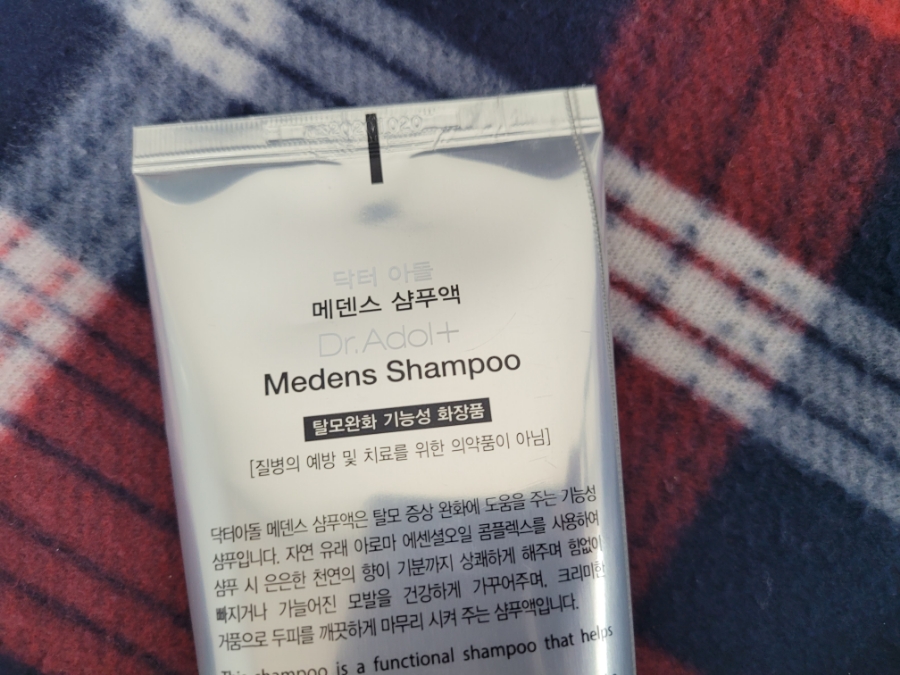 닥터 아돌
메덴스 샴푸액
Dr.Adol+
Medens Shampoo
탈모완화 기능성 화장품
[질병의 예방 및 치료를 위한 의약품이 아님]
닥터아돌 메덴스 샴푸액은 탈모 증상 완화에 도움을 주는 기능성
샴푸입니다. 자연 유래 아로마 에센셜오일 콤플렉스를 사용하여
샴푸 시 은은한 천연의 향이 기분까지 상쾌하게 해주며 힘없이
빠지거나 가늘어진 모발을 건강하게 가꾸어주며, 크리미한
거품으로 두피를 깨끗하게 마무리 시켜 주는 샴푸액입니다.
This shampoo is a functional shampoo that helps